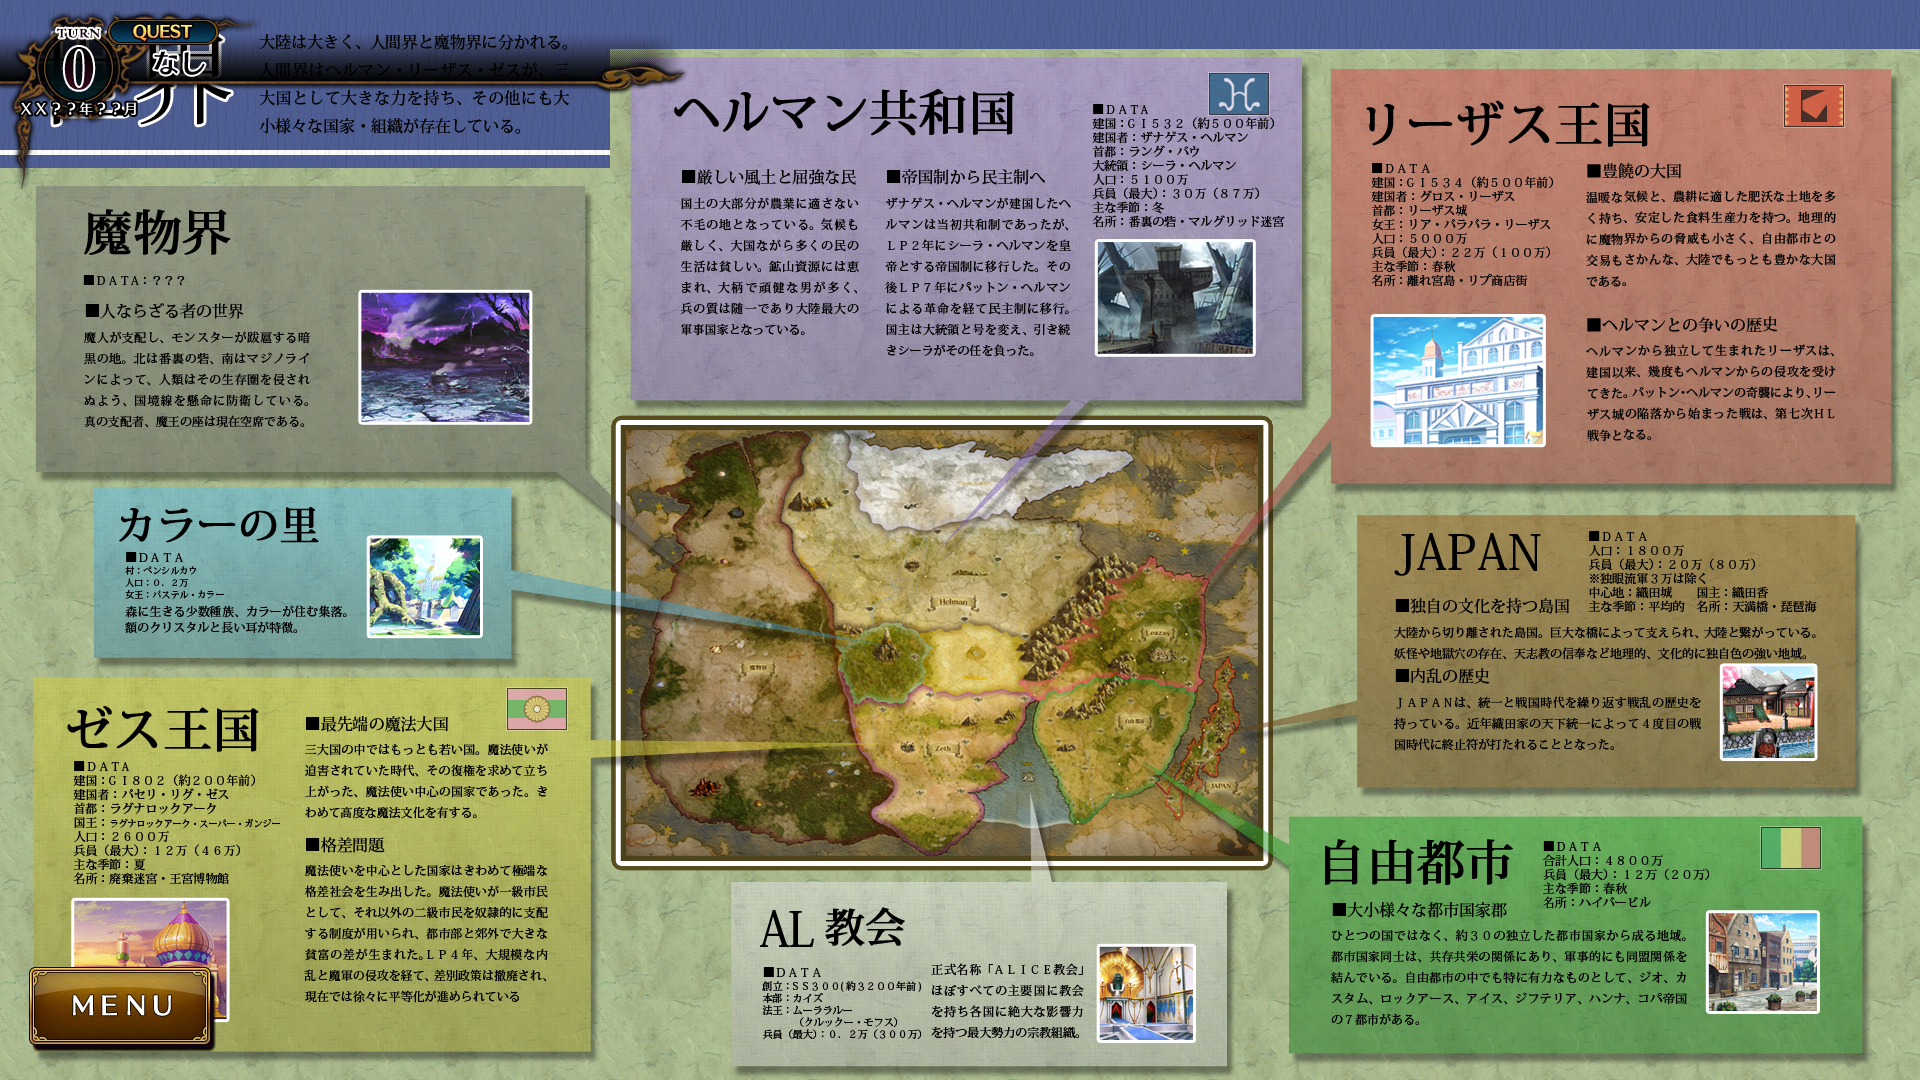 TURN
0
QUEST
なし
XX??年??月
大陸は大きく、人間界と魔物界に分かれる。
人間界はヘルマン・リーザス・ゼスが、三
大国として大きな力を持ち、その他にも大
小様々な国家・組織が存在している。
魔物界
■DATA:???
■人ならざる者の世界
魔人が支配し、モンスターが跋扈する暗
黒の地。北は番裏の砦、南はマジノライ
ンによって、人類はその生存圏を侵され
ぬよう、国境線を懸命に防衛している。
真の支配者、魔王の座は現在空席である。
ヘルマン共和国
■DATA
建国:GI532(約500年前)
建国者:ザナゲス・ヘルマン
首都:ラング・バウ
大統領:シーラ・ヘルマン
人口:5100万
兵員(最大):30万(87万)
主な季節:冬
名所:番裏の砦・マルグリッド迷宮
■厳しい風土と屈強な民
国土の大部分が農業に適さない
不毛の地となっている。気候も
厳しく、大国ながら多くの民の
生活は貧しい。鉱山資源には恵
まれ、大柄で頑健な男が多く、
兵の質は随一であり大陸最大の
軍事国家となっている。
■帝国制から民主制へ
ザナゲス・ヘルマンが建国したヘ
ルマンは当初共和制であったが、
LP2年にシーラ・ヘルマンを皇
帝とする帝国制に移行した。その
後LP7年にパットン・ヘルマン
による革命を経て民主制に移行。
国主は大統領と号を変え、引き続
きシーラがその任を負った。
リーザス王国
■DATA
建国:GI534(約500年前)
建国者:グロス・リーザス
首都:リーザス城
女王:リア・パラパラ・リーザス
人口:5000万
兵員(最大):22万(100万)
主な季節:春秋
名所:離れ宮島・リプ商店街
■豊饒の大国
温暖な気候と、農耕に適した肥沃な土地を多
く持ち、安定した食料生産力を持つ。地理的
に魔物界からの脅威も小さく、自由都市との
交易もさかんな、大陸でもっとも豊かな大国
である。
■ヘルマンとの争いの歴史
ヘルマンから独立して生まれたリーザスは、
建国以来、幾度もヘルマンからの侵攻を受け
てきた。パットン・ヘルマンの奇襲により、リー
ザス城の陥落から始まった戦は、第七次HL
戦争となる。
カラーの里
■DATA
村:ペンシルカウ
人口:0.2万
女王:パステル・カラー
森に生きる少数種族、カラーが住む集落。
額のクリスタルと長い耳が特徴。
Helman
魔物界
Leazas
自由都市
Zeth
JAPAN
JAPAN
■DATA
人口:1800万
兵員(最大):20万(80万)
※独眼流軍3万は除く
中心地:織田城 国主:織田香
主な季節:平均的 名所:天満橋・琵琶海
■独自の文化を持つ島国
大陸から切り離された島国。巨大な橋によって支えられ、大陸と繋がっている。
妖怪や地獄穴の存在、天志教の信奉など地理的、文化的に独自色の強い地域。
■内乱の歴史
JAPANは、統一と戦国時代を繰り返す戦乱の歴史を
持っている。近年織田家の天下統一によって4度目の戦
国時代に終止符が打たれることとなった。
ゼス王国
■DATA
建国:GI802(約200年前)
建国者:パセリ・リグ・ゼス
首都:ラグナロックアーク
国王:ラグナロックアーク・スーパー・ガンジー
人口:2600万
兵員(最大):12万(46万)
主な季節:夏
名所:廃棄迷宮・王宮博物館
■最先端の魔法大国
三大国の中ではもっとも若い国。魔法使いが
迫害されていた時代、その復権を求めて立ち
上がった、魔法使い中心の国家であった。き
わめて高度な魔法文化を有する。
■格差問題
魔法使いを中心とした国家はきわめて極端な
格差社会を生み出した。魔法使いが一級市民
として、それ以外の二級市民を奴隷的に支配
する制度が用いられ、都市部と郊外で大きな
貧富の差が生まれた。LP4年、大規模な内
乱と魔軍の侵攻を経て、差別政策は撤廃され、
現在では徐々に平等化が進められている
MENU
AL教会
■DATA
創立:SS300(約3200年前)
本部:カイズ
法王:ムーララルー
(クルックー・モフス)
兵員(最大):0.2万(300万)
正式名称「ALICE教会」
ほぼすべての主要国に教会
を持ち各国に絶大な影響力
を持つ最大勢力の宗教組織。
自由都市
■DATA
合計人口:4800万
兵員(最大):12万(20万)
主な季節:春秋
名所:ハイパービル
■大小様々な都市国家郡
ひとつの国ではなく、約30の独立した都市国家から成る地域。
都市国家同士は、共存共栄の関係にあり、軍事的にも同盟関係を
結んでいる。自由都市の中でも特に有力なものとして、ジオ、カ
スタム、ロックアース、アイス、ジフテリア、ハンナ、コパ帝国
の7都市がある。